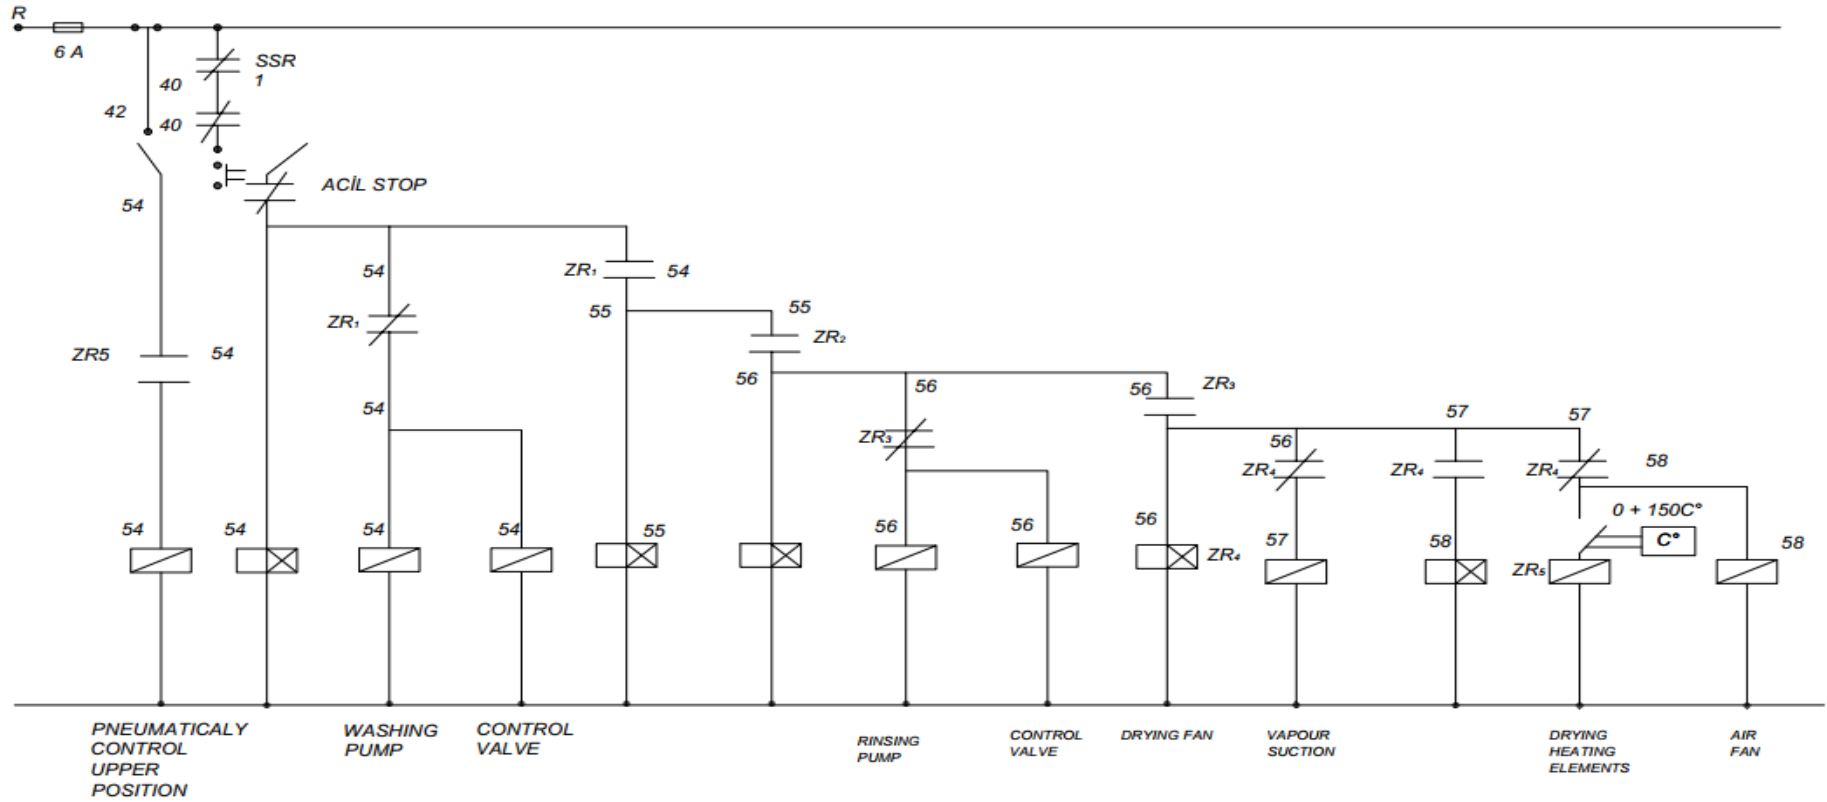 R
6 A
SSR
1
40
42
40
ACİL STOP
54
54
ZR₁
54
ZR₁
55
55
ZR₂
ZR5
54
56
56
56
ZR₃
54
ZR₃
57
57
56
58
ZR₄
ZR₄
ZR₄
0 + 150C°
C°
54
54
54
54
55
56
56
56
57
58
58
ZR₄
ZR₅
PNEUMATICALY
CONTROL
UPPER
POSITION
WASHING
PUMP
CONTROL
VALVE
RINSING
PUMP
CONTROL
VALVE
DRYING FAN
VAPOUR
SUCTION
DRYING
HEATING
ELEMENTS
AIR
FAN